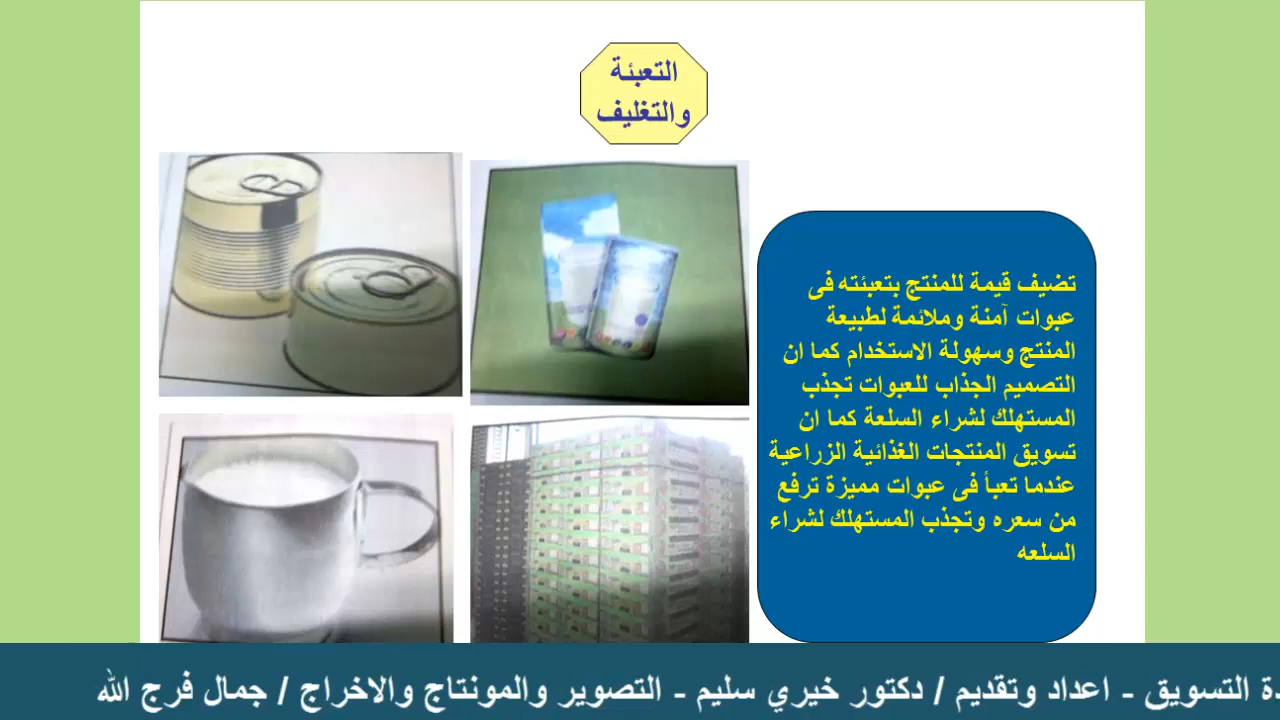 التعبئة
والتغليف
تضيف قيمة للمنتج بتعبئته فى
عبوات آمنة وملائمة لطبيعة
المنتج وسهولة الاستخدام كما ان
التصميم الجذاب للعبوات تجذب
المستهلك لشراء السلعة كما ان
تسويق المنتجات الغذائية الزراعية
عندما تعبأ فى عبوات مميزة ترفع
من سعره وتجذب المستهلك لشراء
السلعه
التسويق - اعداد وتقديم / دكتور خيري سليم - التصوير والمونتاج والاخراج / جمال فرج الله